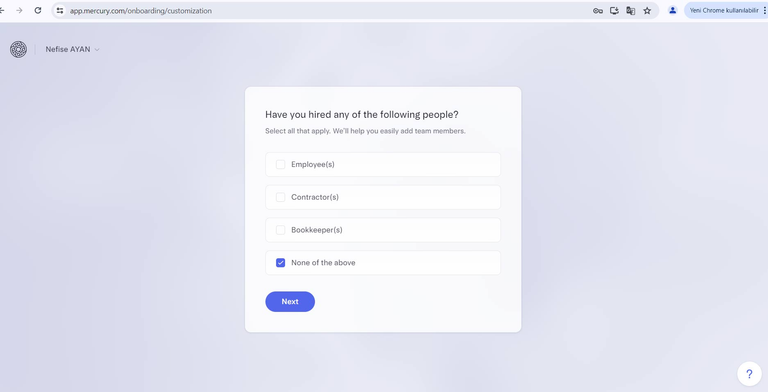 app.mercury.com/onboarding/customization
Yeni Chrome kullanılabilir
Nefise AYAN
Have you hired any of the following people?
Select all that apply. We'll help you easily add team members.
Employee(s)
Contractor(s)
Bookkeeper(s)
None of the above
Next
?